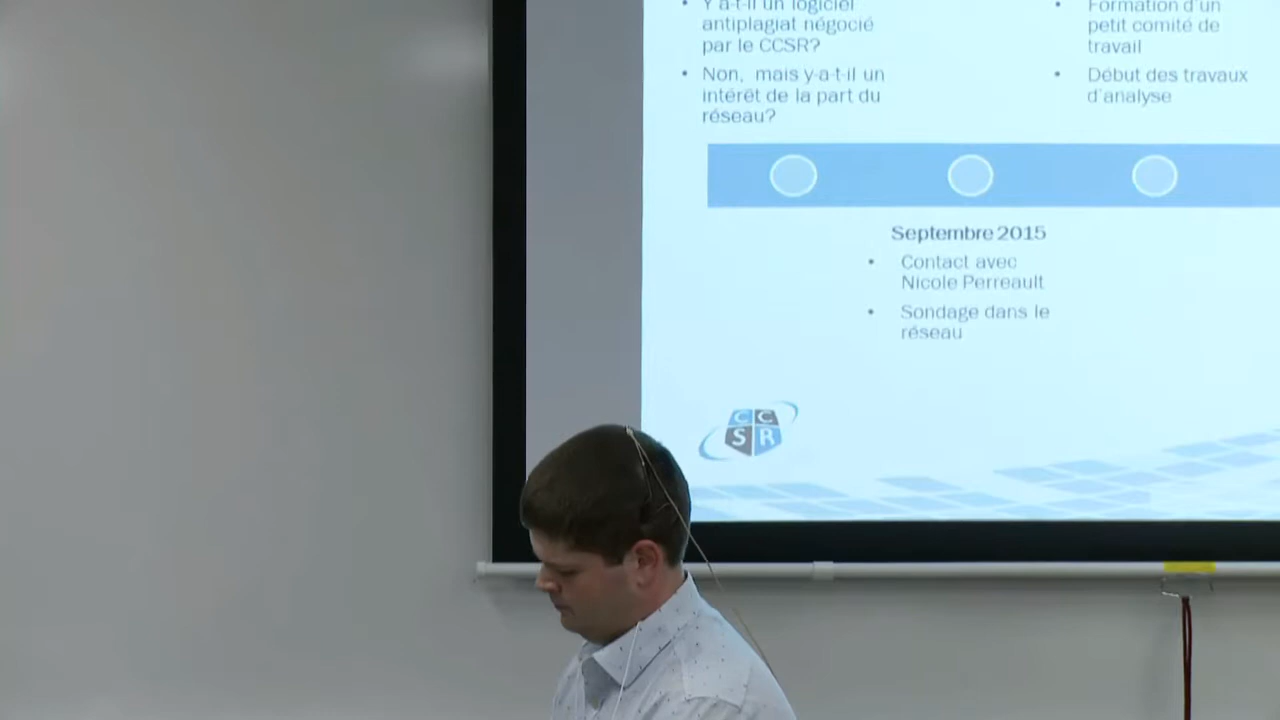 Y a-t-il un logiciel
antiplagiat négocié
par le CCSR?
Non, mais y-a-t-il un
intérêt de la part du
réseau?
Formation d'un
petit comité de
travail
Début des travaux
d'analyse
Septembre 2015
Contact avec
Nicole Perreault
Sondage dans le
réseau
CC
SR